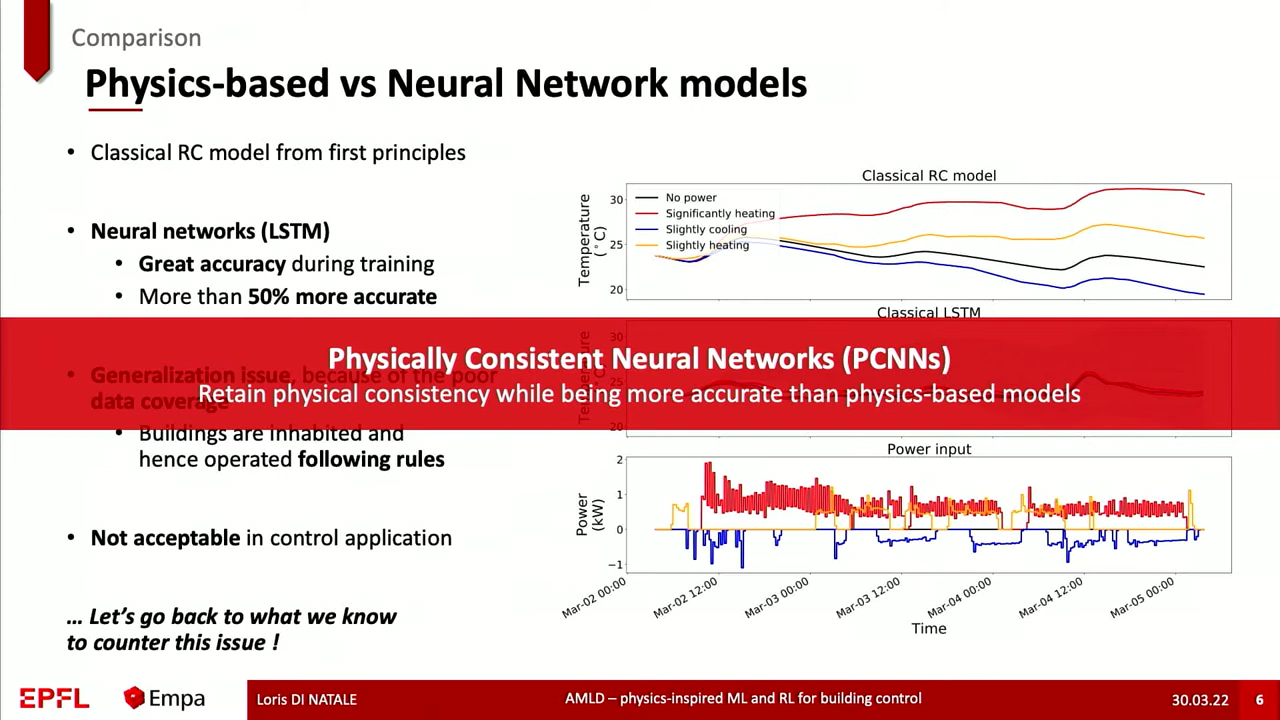 Comparison
Physics-based vs Neural Network models
• Classical RC model from first principles
• Neural networks (LSTM)
• Great accuracy during training
• More than 50% more accurate
• Generalization issue, because of the poor
data coverage
• Buildings are inhabited and
hence operated following rules
• Not acceptable in control application
... Let's go back to what we know
to counter this issue !
Physically Consistent Neural Networks (PCNNs)
Retain physical consistency while being more accurate than physics-based models
Classical RC model
Temperature
(°C)
30
25
20
No power
Significantly heating
Slightly cooling
Slightly heating
Classical LSTM
Temperature
(°C)
30
25
20
Power input
Power
(kW)
2
1
0
−1
Mar-02 00:00
Mar-02 12:00
Mar-03 00:00
Mar-03 12:00
Mar-04 00:00
Mar-04 12:00
Mar-05 00:00
Time
EPFL
Empa
Loris DI NATALE
AMLD – physics-inspired ML and RL for building control
30.03.22
6